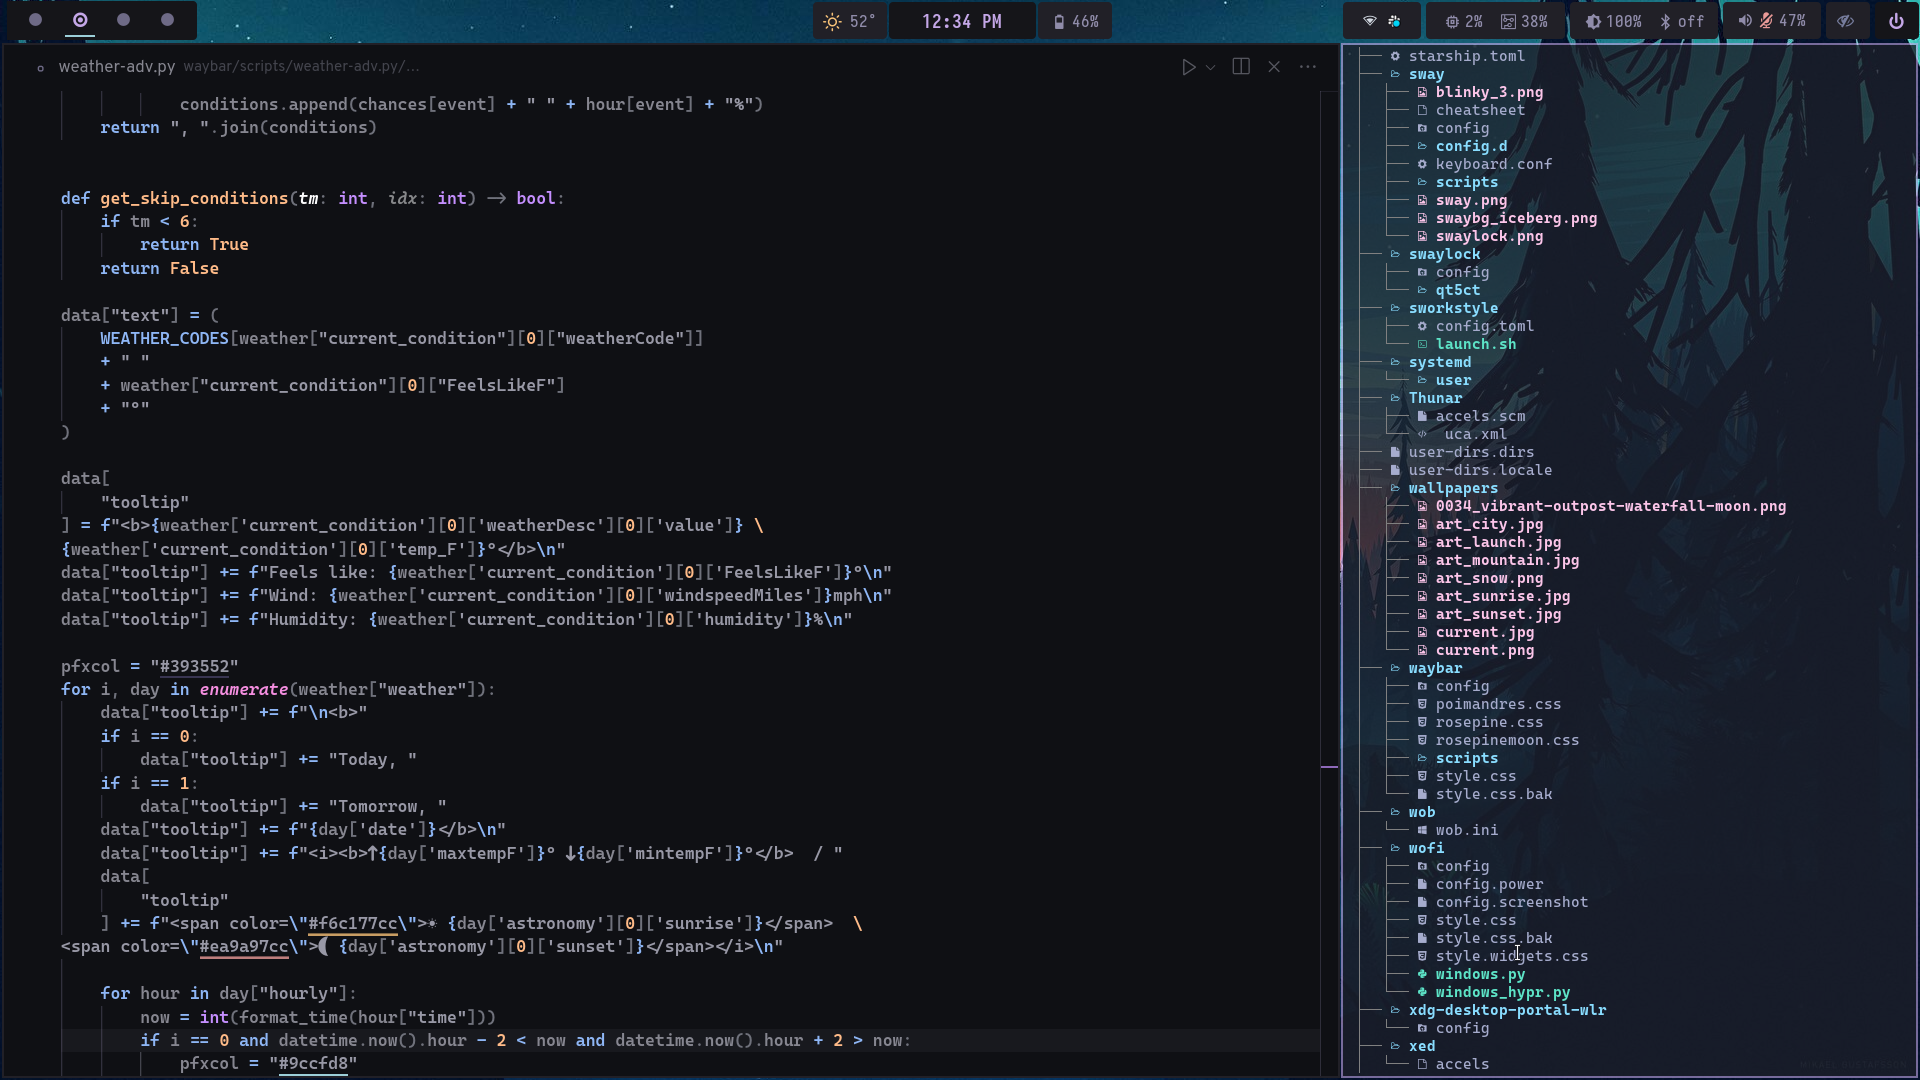 52°
12:34 PM
46%
2%
38%
100%
off
47%
weather-adv.py waybar/scripts/weather-adv.py/...
conditions.append(chances[event] + " " + hour[event] + "%")
return ", ".join(conditions)
def get_skip_conditions(tm: int, idx: int) -> bool:
if tm < 6:
return True
return False
data["text"] = (
WEATHER_CODES[weather["current_condition"][0]["weatherCode"]]
+ " "
+ weather["current_condition"][0]["FeelsLikeF"]
+ "°"
)
data[
"tooltip"
] = f"<b>{weather['current_condition'][0]['weatherDesc'][0]['value']} \
{weather['current_condition'][0]['temp_F']}°</b>\n"
data["tooltip"] += f"Feels like: {weather['current_condition'][0]['FeelsLikeF']}°\n"
data["tooltip"] += f"Wind: {weather['current_condition'][0]['windspeedMiles']}mph\n"
data["tooltip"] += f"Humidity: {weather['current_condition'][0]['humidity']}%\n"
pfxcol = "#393552"
for i, day in enumerate(weather["weather"]):
data["tooltip"] += f"\n<b>"
if i == 0:
data["tooltip"] += "Today, "
if i == 1:
data["tooltip"] += "Tomorrow, "
data["tooltip"] += f"{day['date']}</b>\n"
data["tooltip"] += f"<i><b>↑{day['maxtempF']}° ↓{day['mintempF']}°</b>  / "
data[
"tooltip"
] += f"<span color=\"#f6c177cc\">☀ {day['astronomy'][0]['sunrise']}</span>  \
<span color=\"#ea9a97cc\">☾ {day['astronomy'][0]['sunset']}</span></i>\n"
for hour in day["hourly"]:
now = int(format_time(hour["time"]))
if i == 0 and datetime.now().hour - 2 < now and datetime.now().hour + 2 > now:
pfxcol = "#9ccfd8"
starship.toml
sway
blinky_3.png
cheatsheet
config
config.d
keyboard.conf
scripts
sway.png
swaybg_iceberg.png
swaylock.png
swaylock
config
qt5ct
sworkstyle
config.toml
launch.sh
systemd
user
Thunar
accels.scm
uca.xml
user-dirs.dirs
user-dirs.locale
wallpapers
0034_vibrant-outpost-waterfall-moon.png
art_city.jpg
art_launch.jpg
art_mountain.jpg
art_snow.png
art_sunrise.jpg
art_sunset.jpg
current.jpg
current.png
waybar
config
poimandres.css
rosepine.css
rosepinemoon.css
scripts
style.css
style.css.bak
wob
wob.ini
wofi
config
config.power
config.screenshot
style.css
style.css.bak
style.widgets.css
windows.py
windows_hypr.py
xdg-desktop-portal-wlr
config
xed
accels